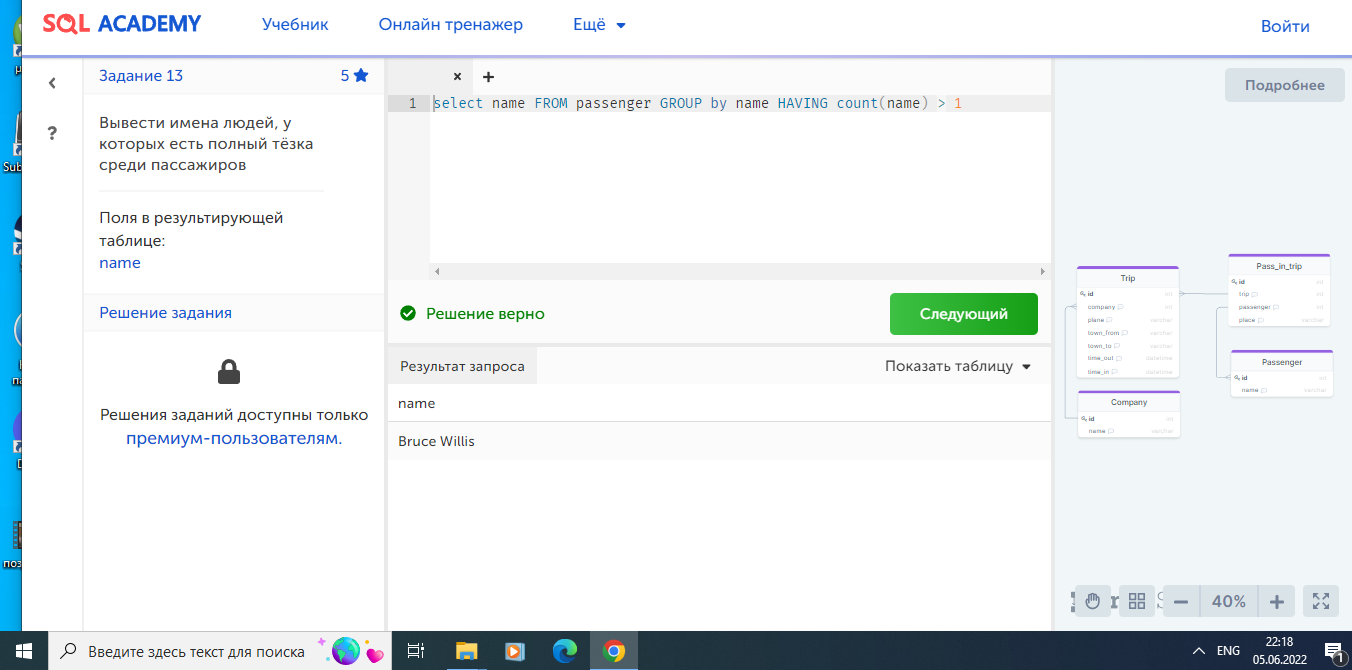 SQL ACADEMY
Учебник
Онлайн тренажер
Ещё
Войти
Задание 13
5
Вывести имена людей, у
которых есть полный тёзка
среди пассажиров
Поля в результирующей
таблице:
name
Решение задания
Решения заданий доступны только
премиум-пользователям.
1
select name FROM passenger GROUP by name HAVING count(name) > 1
Решение верно
Следующий
Результат запроса
Показать таблицу
name
Bruce Willis
Подробнее
Trip
id int
company int
plane varchar
town_from varchar
town_to varchar
time_out datetime
time_in datetime
Company
id int
name varchar
Pass_in_trip
id int
trip int
passenger int
place varchar
Passenger
id int
name varchar
40%
Sub
поз
Введите здесь текст для поиска
ENG
22:18
05.06.2022
1